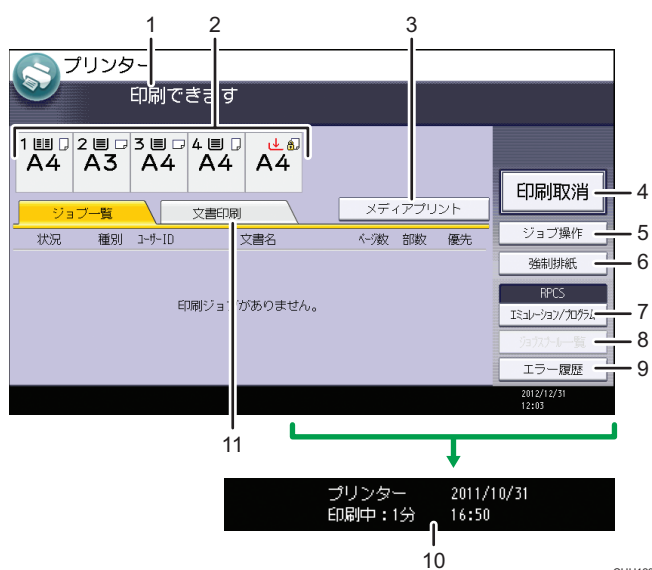 1 2 3
プリンター
印刷できます
1 2 3 4
A4 A3 A4 A4 A4
印刷取消 4
ジョブ一覧 文書印刷 メディアプリント
ジョブ操作 5
状況 種別 ユーザーID 文書名 ページ数 部数 優先
強制排紙 6
RPCS
印刷ジョブがありません。
エミュレーション/プログラム 7
ジョブスプール一覧 8
エラー履歴 9
2012/12/31
12:03
11
プリンター 2011/10/31
印刷中:1分 16:50
10